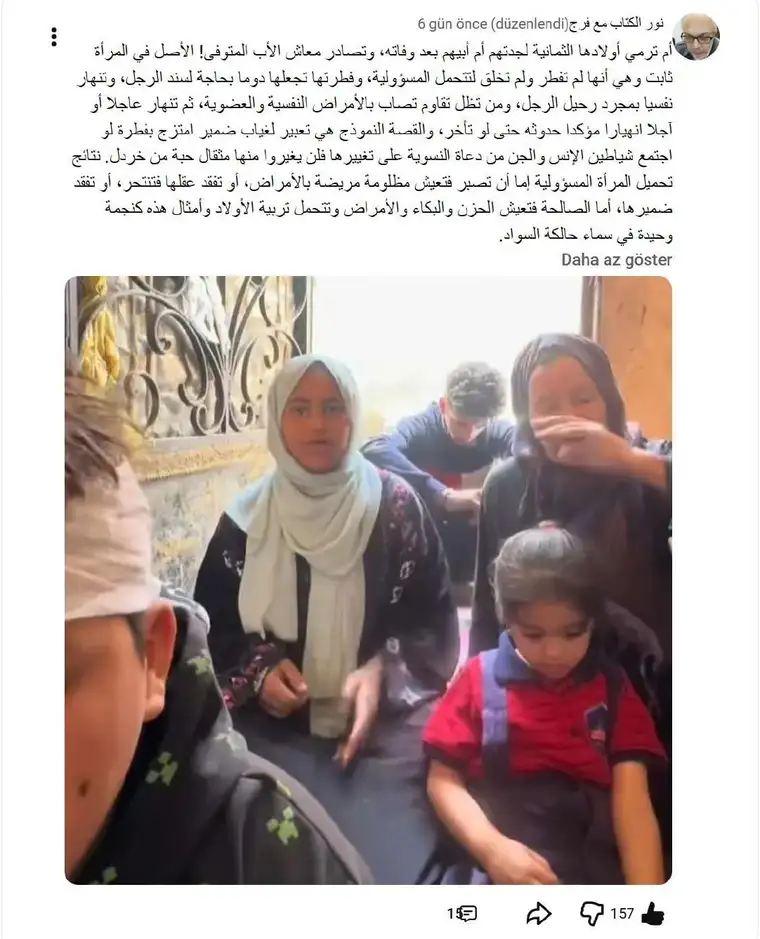 نور الكتاب مع فرج(düzenlendi) 6 gün önce
أم ترمي أولادها الثمانية لجدتهم أم أبيهم بعد وفاته، وتصادر معاش الأب المتوفى! الأصل في المرأة
ثابت وهي أنها لم تفطر ولم تخلق لتتحمل المسؤولية، وفطرتها تجعلها دوما بحاجة لسند الرجل، وتنهار
نفسيا بمجرد رحيل الرجل، ومن تظل تقاوم تصاب بالأمراض النفسية والعضوية، ثم تنهار عاجلا أو
آجلا انهيارا مؤكدا حدوثه حتى لو تأخر، والقصة النموذج هي تعبير لغياب ضمير امتزج بفطرة لو
اجتمع شياطين الإنس والجن من دعاة النسوية على تغييرها فلن يغيروا منها مثقال حبة من خردل. نتائج
تحميل المرأة المسؤولية إما أن تصبر فتعيش مظلومة مريضة بالأمراض، أو تفقد عقلها فتنتحر، أو تفقد
ضميرها، أما الصالحة فتعيش الحزن والبكاء والأمراض وتتحمل تربية الأولاد وأمثال هذه كنجمة
وحيدة في سماء حالكة السواد.
Daha az göster
157
15